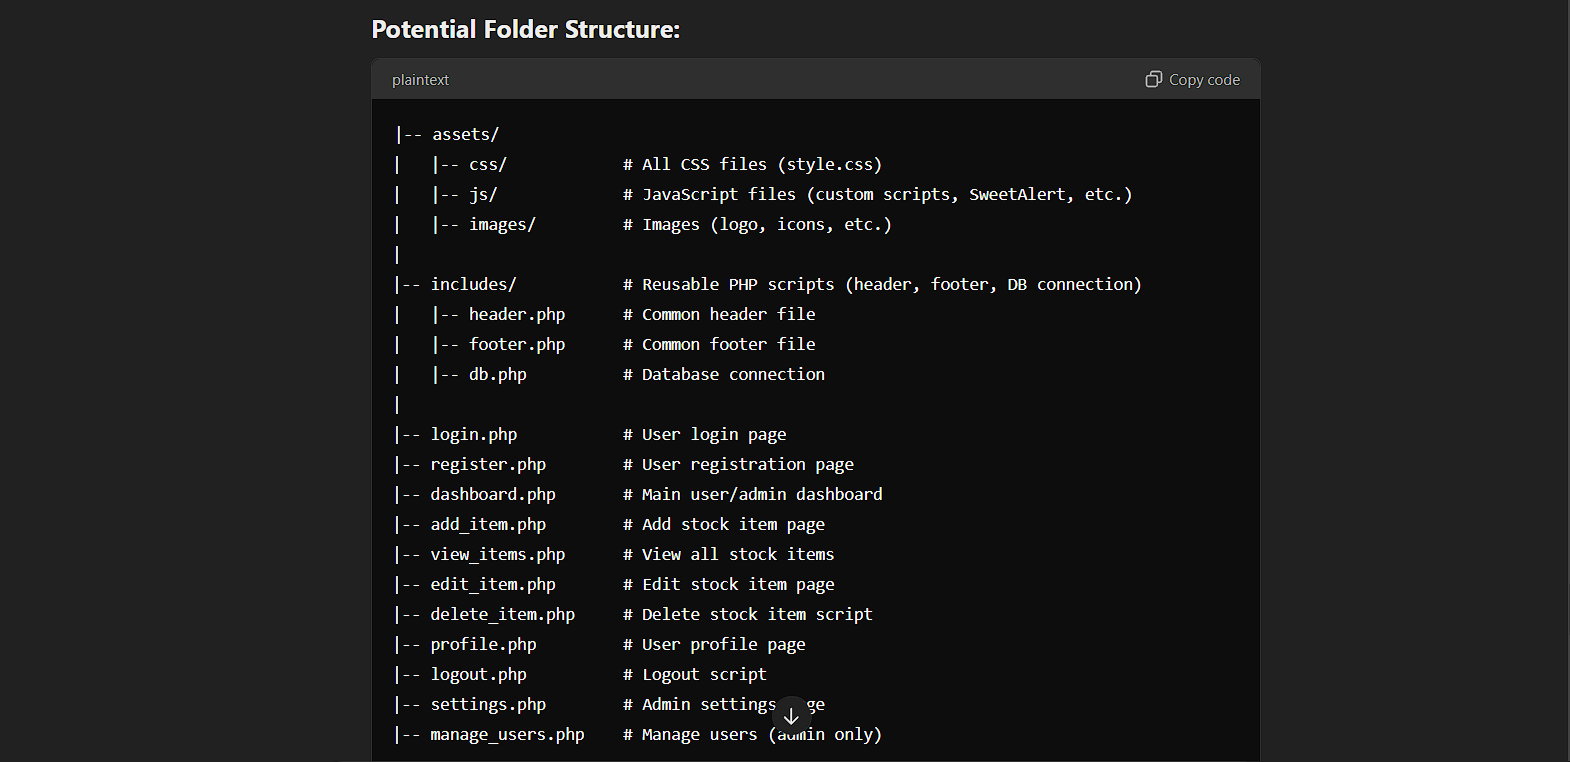 Potential Folder Structure:
plaintext Copy code
|-- assets/
|   |-- css/            # All CSS files (style.css)
|   |-- js/             # JavaScript files (custom scripts, SweetAlert, etc.)
|   |-- images/         # Images (logo, icons, etc.)
|
|-- includes/           # Reusable PHP scripts (header, footer, DB connection)
|   |-- header.php      # Common header file
|   |-- footer.php      # Common footer file
|   |-- db.php          # Database connection
|
|-- login.php           # User login page
|-- register.php        # User registration page
|-- dashboard.php       # Main user/admin dashboard
|-- add_item.php        # Add stock item page
|-- view_items.php      # View all stock items
|-- edit_item.php       # Edit stock item page
|-- delete_item.php     # Delete stock item script
|-- profile.php         # User profile page
|-- logout.php          # Logout script
|-- settings.php        # Admin settings
|-- manage_users.php    # Manage users (admin only)